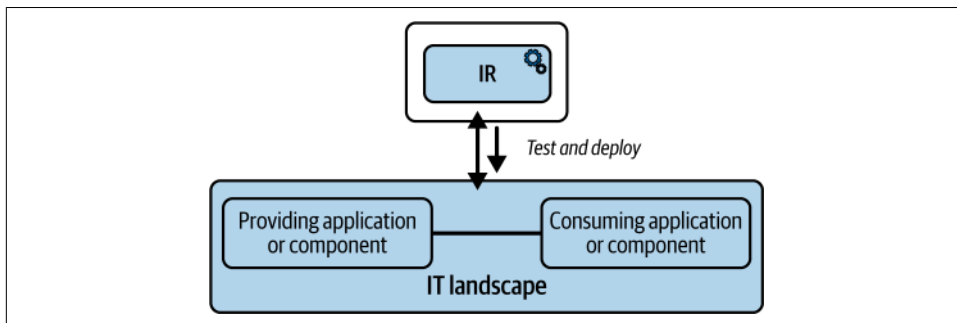 IR
Test and deploy
Providing application
or component
Consuming application
or component
IT landscape